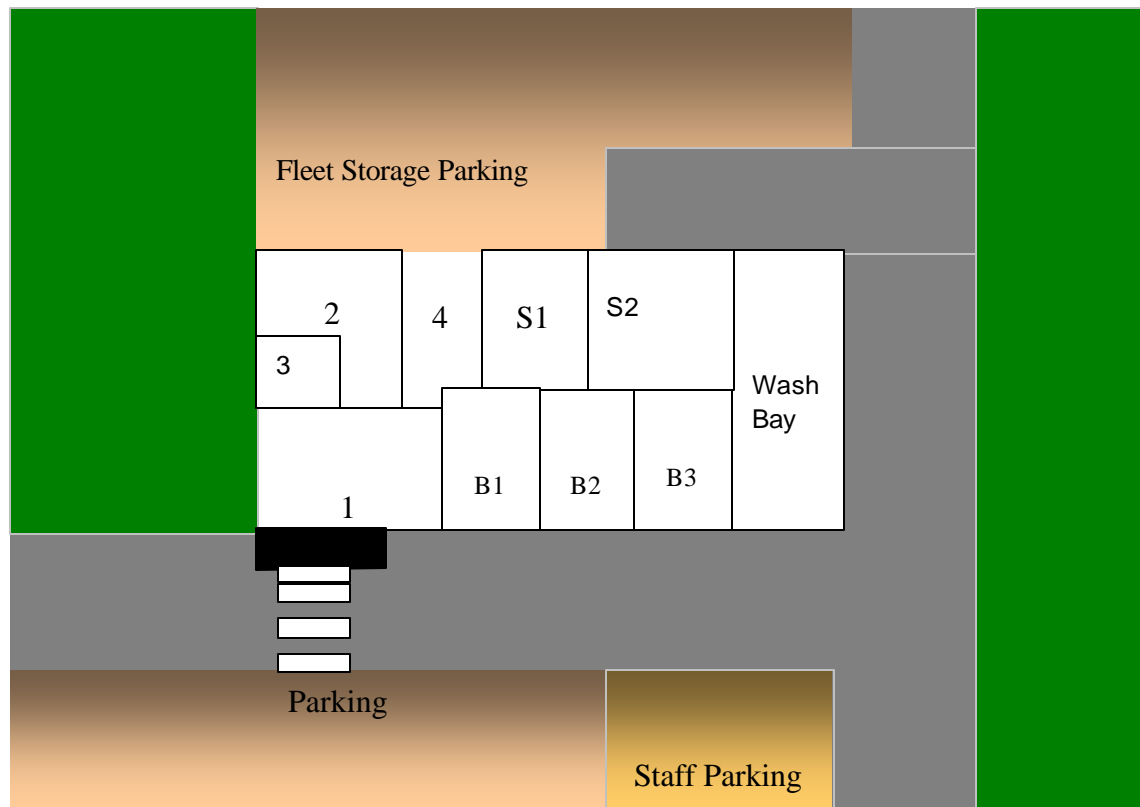 Fleet Storage Parking
2
4
S1
S2
3
Wash
Bay
1
B1
B2
B3
Parking
Staff Parking